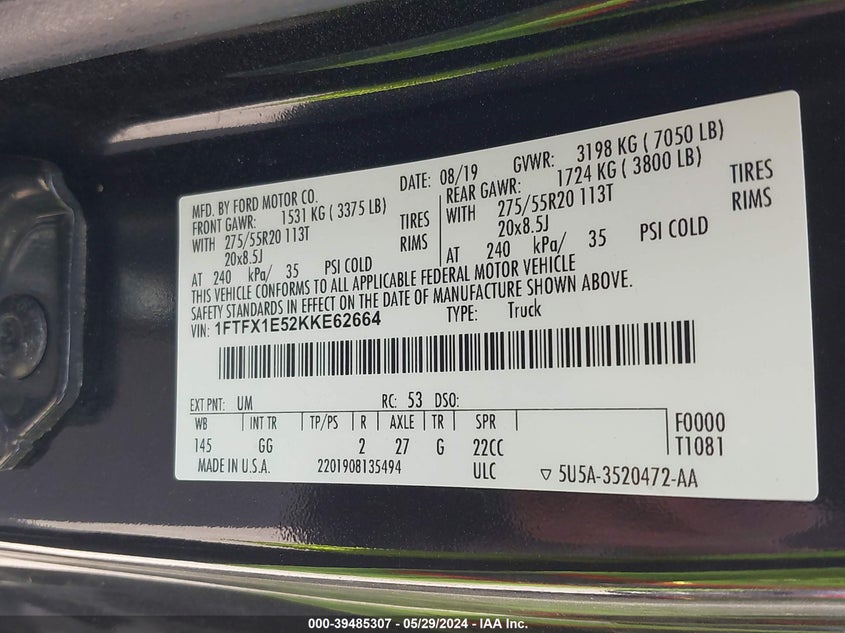 MFD. BY FORD MOTOR CO. DATE: 08/19 GVWR: 3198 KG ( 7050 LB)
FRONT GAWR: 1531 KG ( 3375 LB) REAR GAWR: 1724 KG ( 3800 LB)
WITH 275/55R20 113T TIRES WITH 275/55R20 113T TIRES
20x8.5J RIMS 20x8.5J RIMS
AT 240 kPa/ 35 PSI COLD AT 240 kPa/ 35 PSI COLD
THIS VEHICLE CONFORMS TO ALL APPLICABLE FEDERAL MOTOR VEHICLE
SAFETY STANDARDS IN EFFECT ON THE DATE OF MANUFACTURE SHOWN ABOVE.
VIN: 1FTFX1E52KKE62664 TYPE: Truck
EXT PNT: UM RC: 53 DSO:
WB INT TR TP/PS R AXLE TR SPR F0000
145 GG 2 27 G 22CC T1081
MADE IN U.S.A. 2201908135494 ULC ▽ 5U5A-3520472-AA
000-39485307 - 05/29/2024 - IAA Inc.